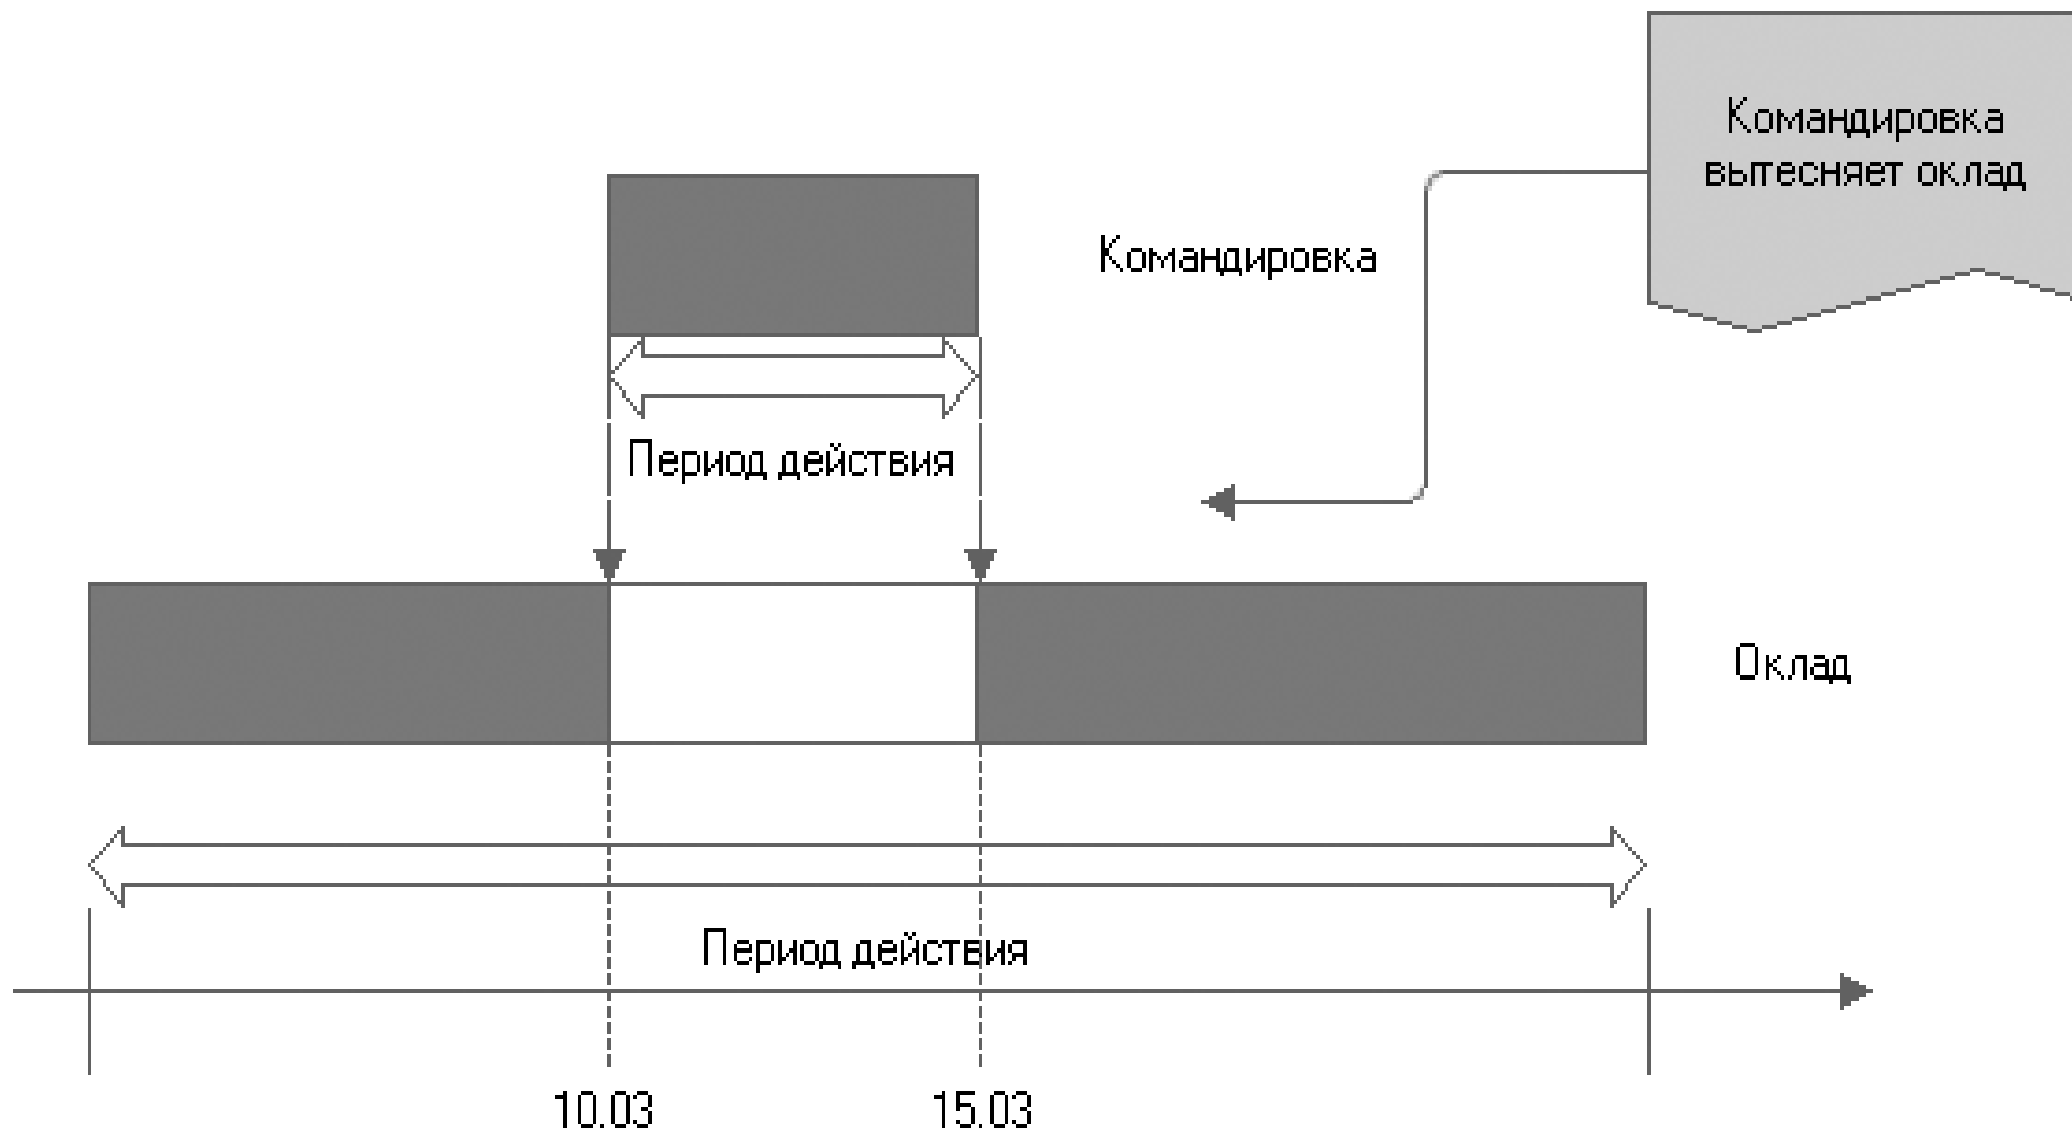 Командировка
вытесняет оклад
Командировка
Период действия
Оклад
Период действия
10.03
15.03